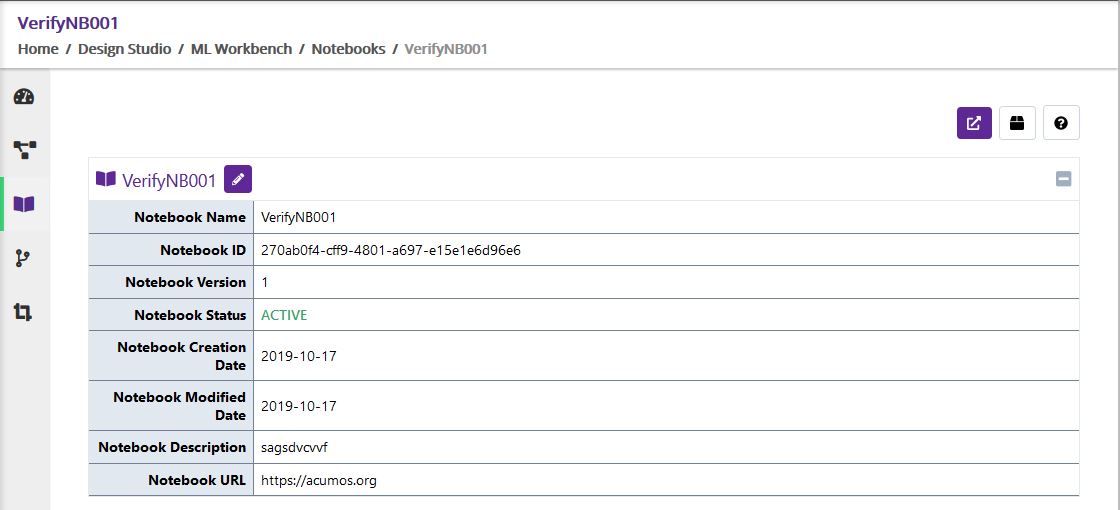 VerifyNB001
Home / Design Studio / ML Workbench / Notebooks / VerifyNB001
VerifyNB001
Notebook Name VerifyNB001
Notebook ID 270ab0f4-cff9-4801-a697-e15e1e6d96e6
Notebook Version 1
Notebook Status ACTIVE
Notebook Creation
Date 2019-10-17
Notebook Modified
Date 2019-10-17
Notebook Description sagsdvcvvf
Notebook URL https://acumos.org